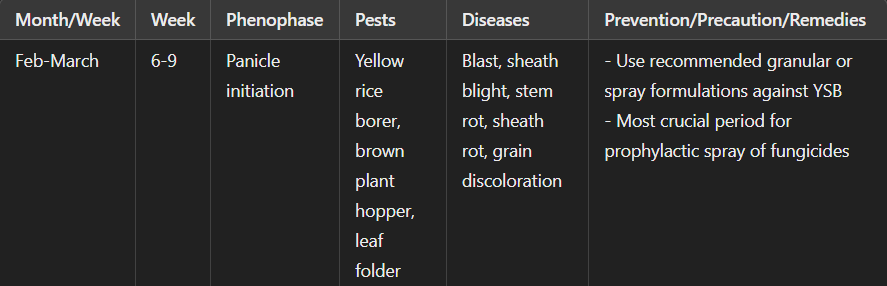 Month/Week Week Phenophase Pests Diseases Prevention/Precaution/Remedies
Feb-March 6-9 Panicle Yellow Blast, sheath - Use recommended granular or
initiation rice blight, stem spray formulations against YSB
borer, rot, sheath - Most crucial period for
brown rot, grain prophylactic spray of fungicides
plant discoloration
hopper,
leaf
folder